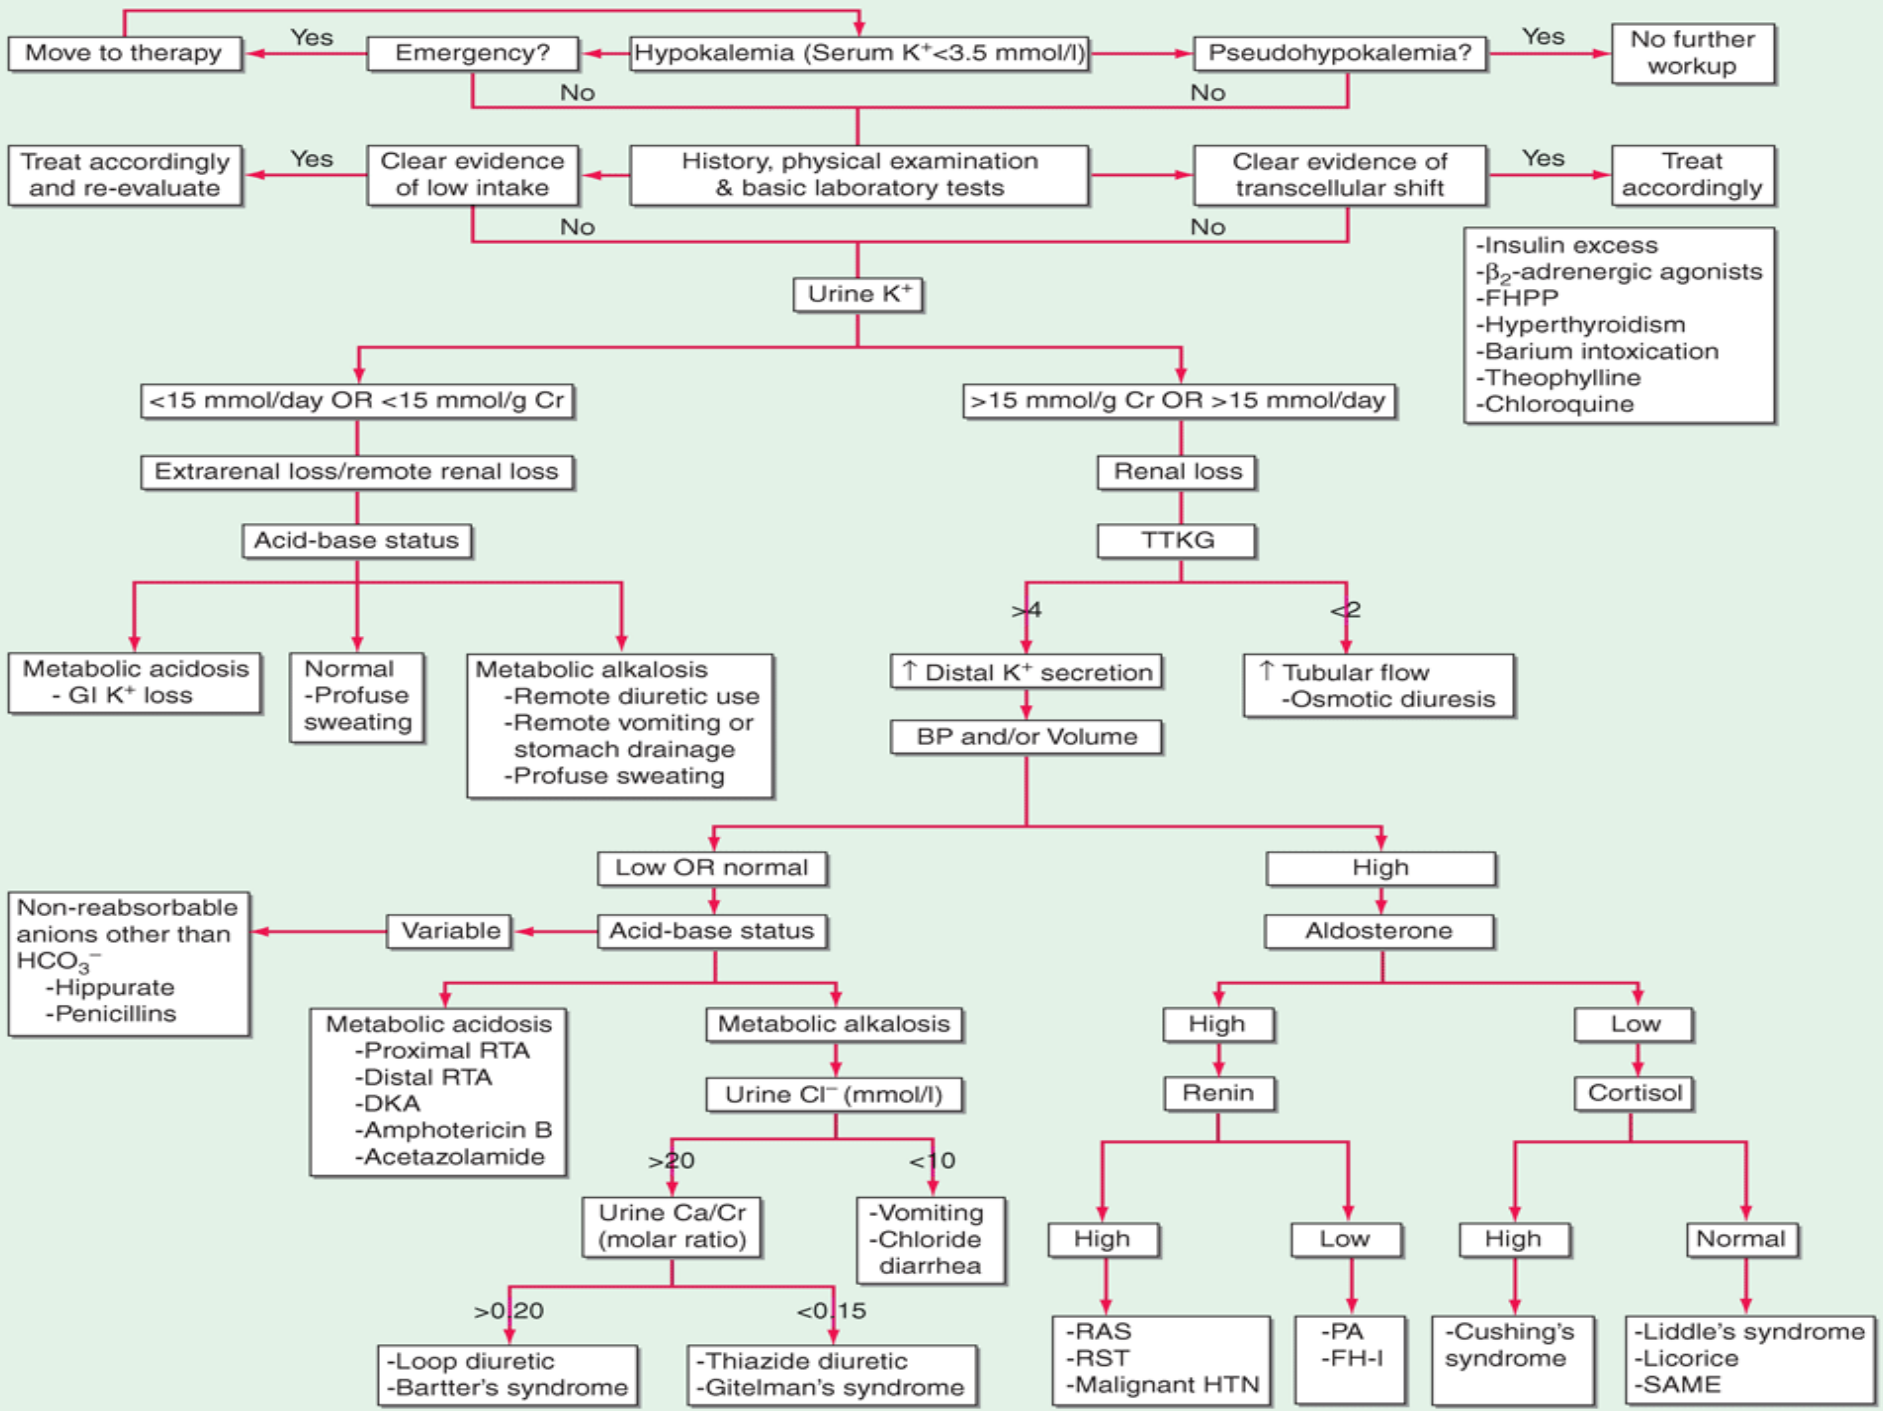 Move to therapy
Yes
Emergency?
Hypokalemia (Serum K⁺<3.5 mmol/l)
Pseudohypokalemia?
Yes
No further
workup
No
No
Treat accordingly
and re-evaluate
Yes
Clear evidence
of low intake
History, physical examination
& basic laboratory tests
Clear evidence of
transcellular shift
Yes
Treat
accordingly
No
No
-Insulin excess
-β₂-adrenergic agonists
-FHPP
-Hyperthyroidism
-Barium intoxication
-Theophylline
-Chloroquine
Urine K⁺
<15 mmol/day OR <15 mmol/g Cr
>15 mmol/g Cr OR >15 mmol/day
Extrarenal loss/remote renal loss
Renal loss
Acid-base status
TTKG
>4
<2
Metabolic acidosis
- GI K⁺ loss
Normal
-Profuse
sweating
Metabolic alkalosis
-Remote diuretic use
-Remote vomiting or
stomach drainage
-Profuse sweating
↑ Distal K⁺ secretion
↑ Tubular flow
-Osmotic diuresis
BP and/or Volume
Low OR normal
High
Non-reabsorbable
anions other than
HCO₃⁻
-Hippurate
-Penicillins
Variable
Acid-base status
Aldosterone
Metabolic acidosis
-Proximal RTA
-Distal RTA
-DKA
-Amphotericin B
-Acetazolamide
Metabolic alkalosis
High
Low
Urine Cl⁻ (mmol/l)
Renin
Cortisol
>20
<10
Urine Ca/Cr
(molar ratio)
-Vomiting
-Chloride
diarrhea
High
Low
High
Normal
>0.20
<0.15
-Loop diuretic
-Bartter's syndrome
-Thiazide diuretic
-Gitelman's syndrome
-RAS
-RST
-Malignant HTN
-PA
-FH-I
-Cushing's
syndrome
-Liddle's syndrome
-Licorice
-SAME